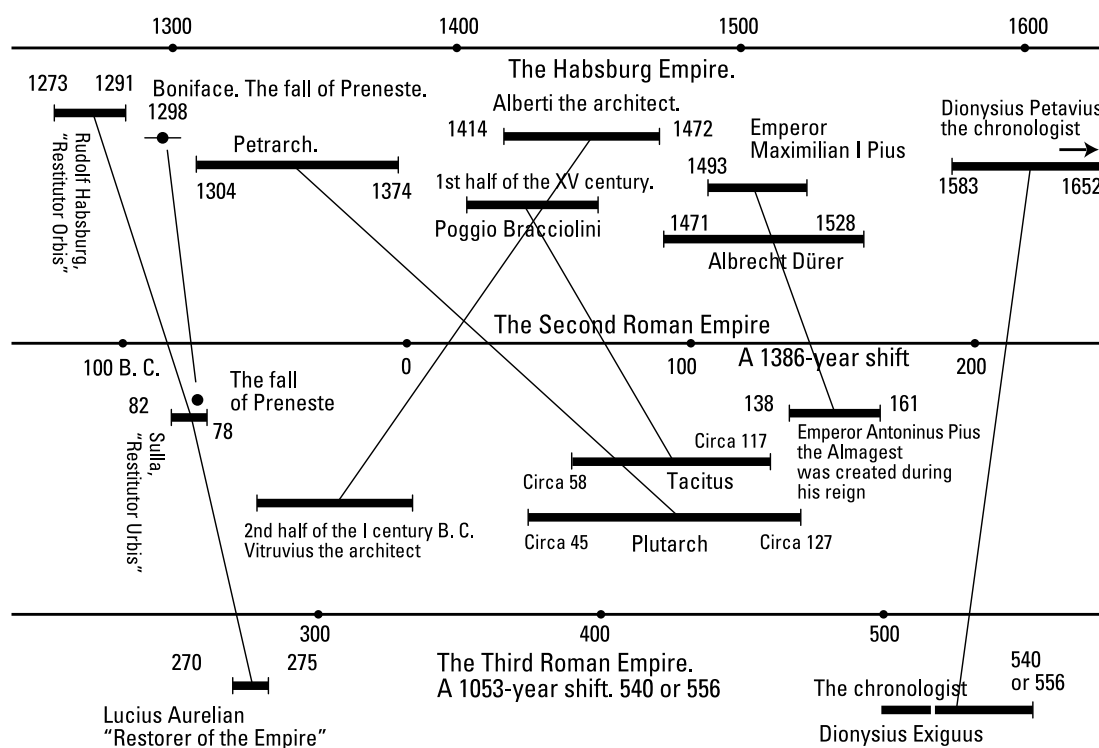 1300
1400
1500
1600
The Habsburg Empire.
1273
1291
Boniface. The fall of Preneste.
1298
Rudolf Habsburg,
“Restitutor Orbis”
Petrarch.
1304
1374
Alberti the architect.
1414
1472
1st half of the XV century.
Poggio Bracciolini
Emperor
Maximilian I Pius
1493
1471
1528
Albrecht Dürer
Dionysius Petavius
the chronologist
1583
1652
The Second Roman Empire
100 B. C.
0
100
200
A 1386-year shift
The fall
of Preneste
82
78
Sulla,
“Restitutor Urbis”
2nd half of the I century B. C.
Vitruvius the architect
Circa 117
Circa 58
Tacitus
Circa 45
Plutarch
Circa 127
138
161
Emperor Antoninus Pius
the Almagest
was created during
his reign
300
400
500
The Third Roman Empire.
A 1053-year shift. 540 or 556
270
275
Lucius Aurelian
“Restorer of the Empire”
540
or 556
The chronologist
Dionysius Exiguus